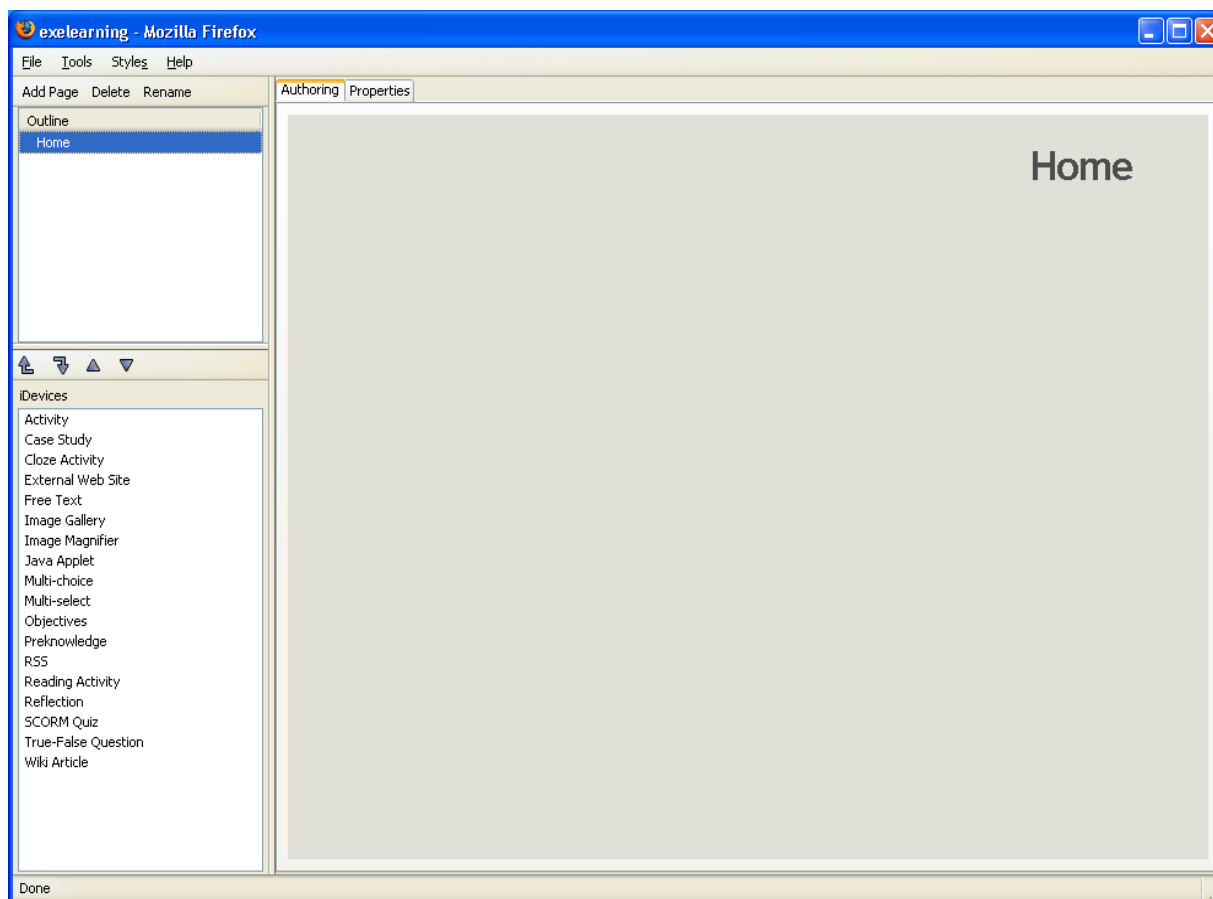 exelearning - Mozilla Firefox
File Tools Styles Help
Add Page Delete Rename
Authoring Properties
Outline
Home
Home
iDevices
Activity
Case Study
Cloze Activity
External Web Site
Free Text
Image Gallery
Image Magnifier
Java Applet
Multi-choice
Multi-select
Objectives
Preknowledge
RSS
Reading Activity
Reflection
SCORM Quiz
True-False Question
Wiki Article
Done